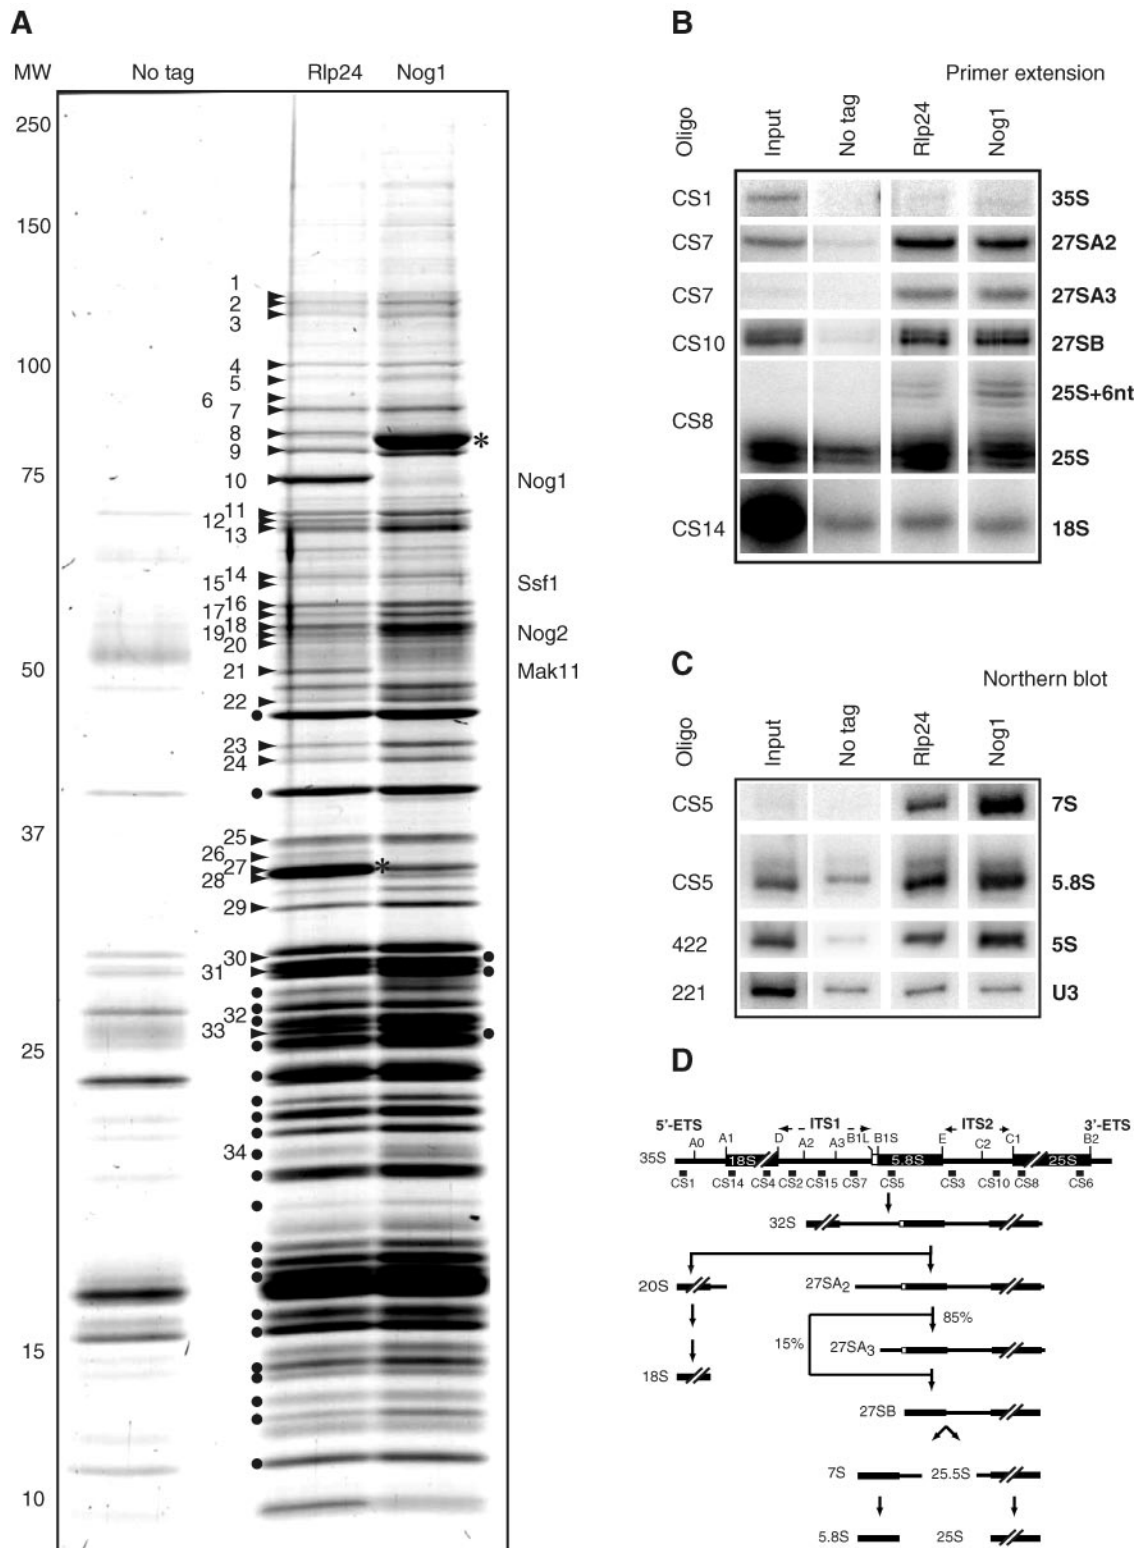 A
MW
No tag
Rlp24
Nog1
250
150
100
75
50
37
25
15
10
1
2
3
4
5
6
7
8
9
10
11
12
13
14
15
16
17
18
19
20
21
22
23
24
25
26
27
28
29
30
31
32
33
34
*
*
Nog1
Ssf1
Nog2
Mak11
B
Primer extension
Oligo
Input
No tag
Rlp24
Nog1
CS1
35S
CS7
27SA2
CS7
27SA3
CS10
27SB
25S+6nt
CS8
25S
CS14
18S
C
Northern blot
Oligo
Input
No tag
Rlp24
Nog1
CS5
7S
CS5
5.8S
422
5S
221
U3
D
5'-ETS
ITS1
ITS2
3'-ETS
A0 A1 D A2 A3 B1L B1S E C2 C1 B2
35S 18S 5.8S 25S
CS1 CS14 CS4 CS2 CS15 CS7 CS5 CS3 CS10 CS8 CS6
32S
20S 27SA2
85%
15%
27SA3
18S
27SB
7S 25.5S
5.8S 25S